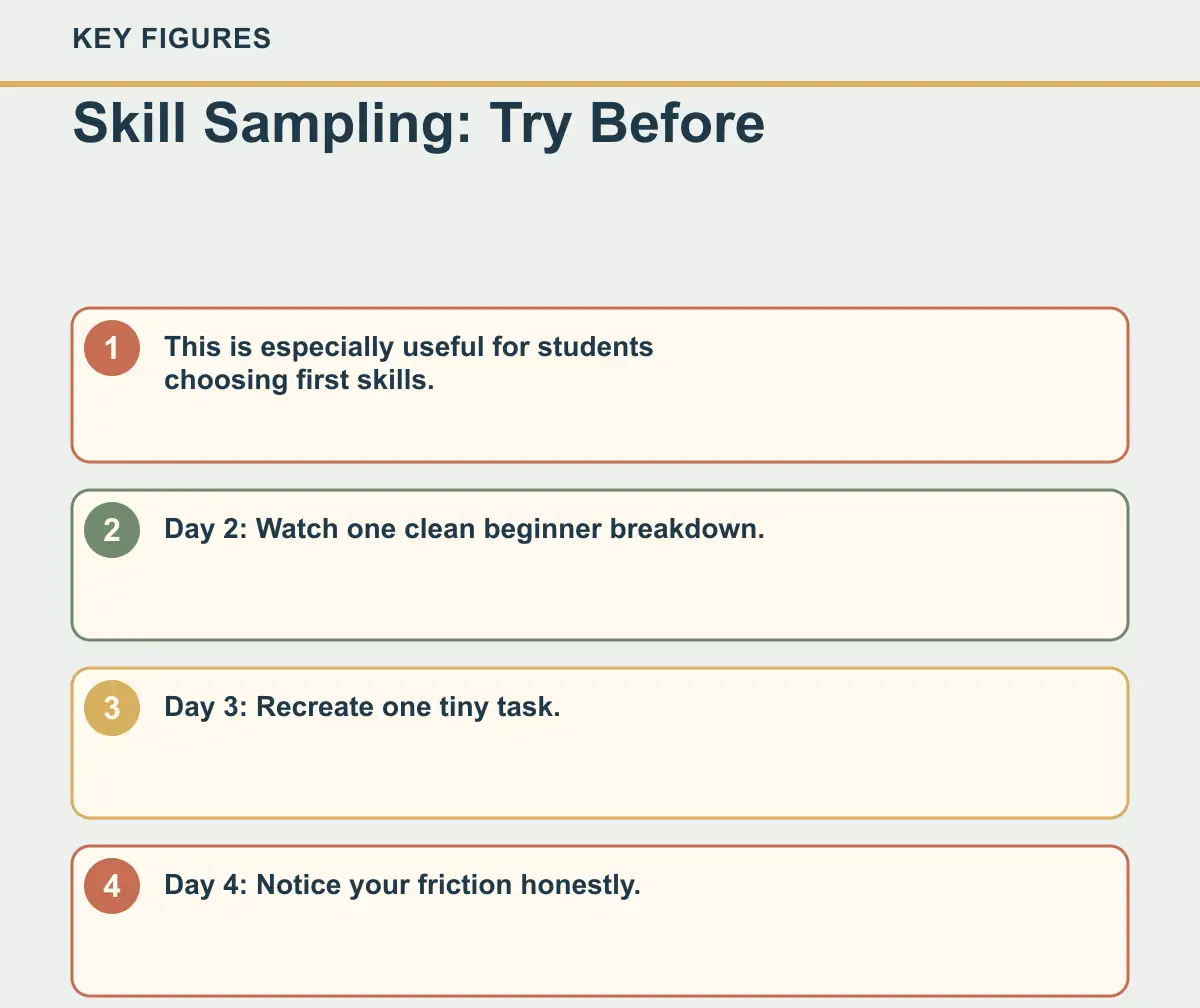 KEY FIGURES
Skill Sampling: Try Before
1
This is especially useful for students
choosing first skills.
2
Day 2: Watch one clean beginner breakdown.
3
Day 3: Recreate one tiny task.
4
Day 4: Notice your friction honestly.